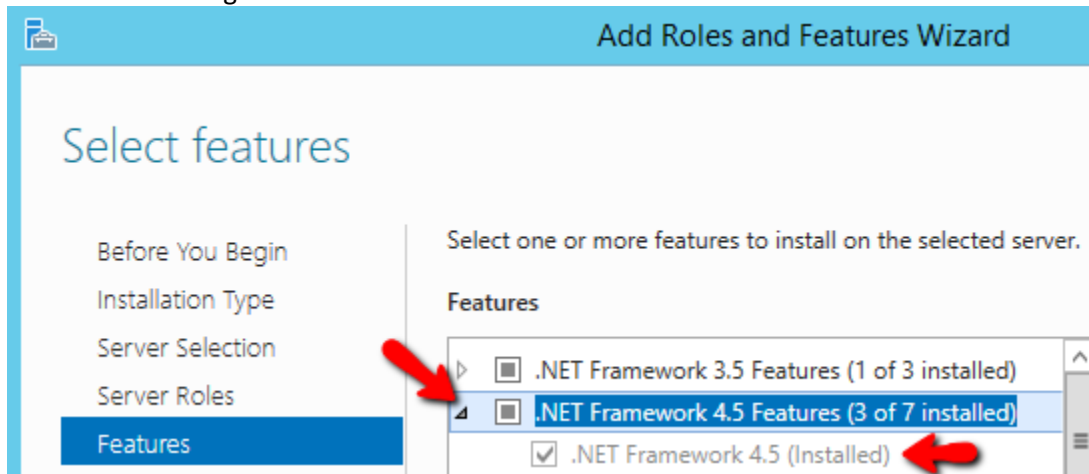 Add Roles and Features Wizard
Select features
Before You Begin
Installation Type
Server Selection
Server Roles
Features
Select one or more features to install on the selected server.
Features
.NET Framework 3.5 Features (1 of 3 installed)
.NET Framework 4.5 Features (3 of 7 installed)
.NET Framework 4.5 (Installed)